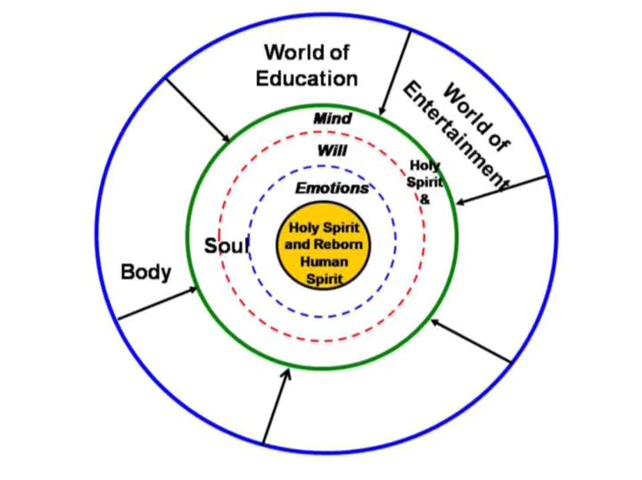 World of
Education
World of
Entertainment
Mind
Will
Holy
Spirit
&
Emotions
Holy Spirit
and Reborn
Human
Spirit
Soul
Body